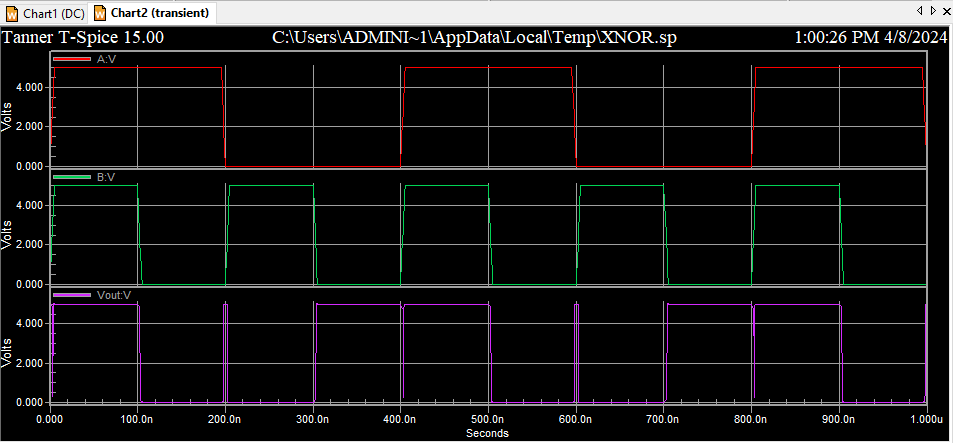 Chart1 (DC) Chart2 (transient)
Tanner T-Spice 15.00 C:\Users\ADMINI~1\AppData\Local\Temp\XNOR.sp 1:00:26 PM 4/8/2024
A:V
4.000
Volts
2.000
0.000
B:V
4.000
Volts
2.000
0.000
Vout:V
4.000
Volts
2.000
0.000
0.000 100.0n 200.0n 300.0n 400.0n 500.0n 600.0n 700.0n 800.0n 900.0n 1.000u
Seconds